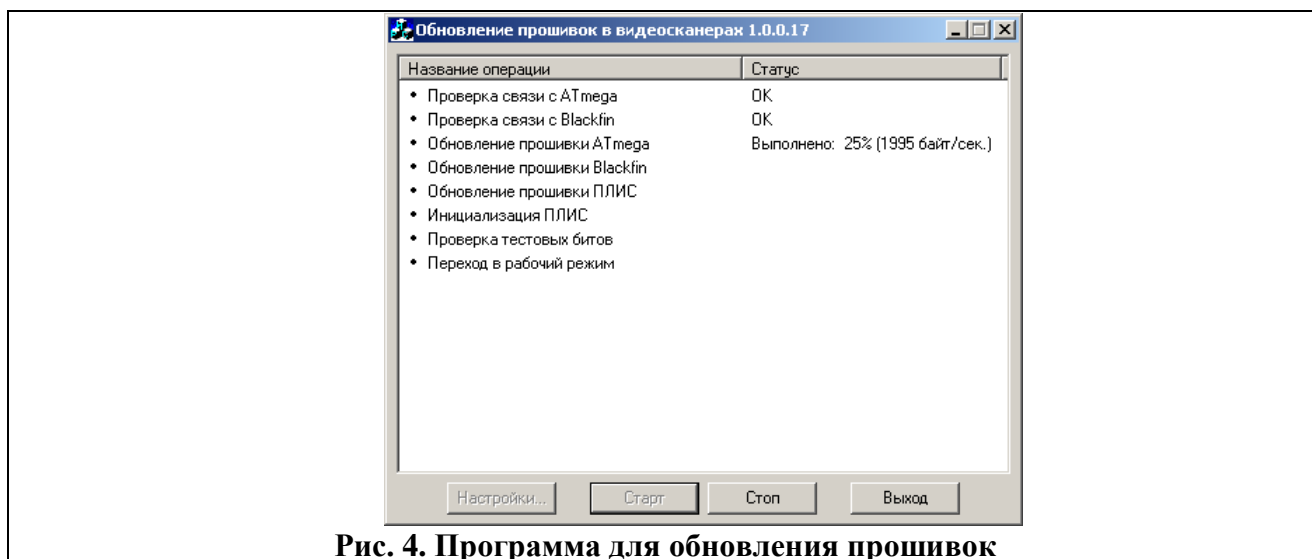 Обновление прошивок в видеосканерах 1.0.0.17
Название операции Статус
• Проверка связи с ATmega OK
• Проверка связи с Blackfin OK
• Обновление прошивки ATmega Выполнено: 25% (1995 байт/сек.)
• Обновление прошивки Blackfin
• Обновление прошивки ПЛИС
• Инициализация ПЛИС
• Проверка тестовых битов
• Переход в рабочий режим
Настройки... Старт Стоп Выход
Рис. 4. Программа для обновления прошивок